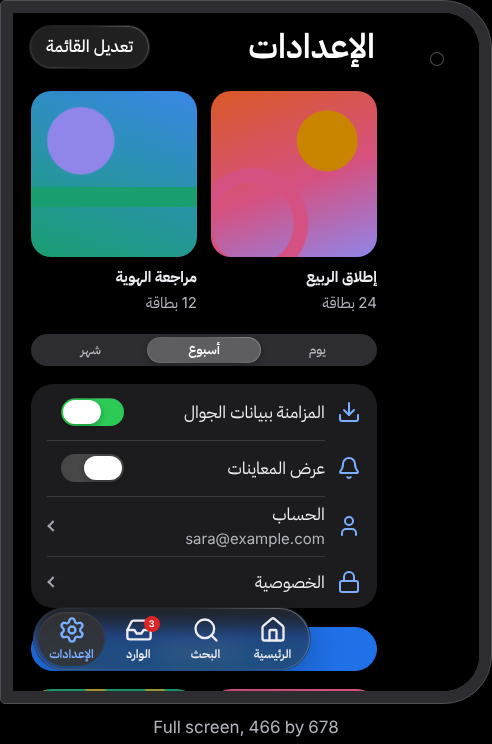 الإعدادات
تعديل القائمة
إطلاق الربيع
24 بطاقة
مراجعة الهوية
12 بطاقة
يوم
أسبوع
شهر
المزامنة ببيانات الجوال
عرض المعاينات
الحساب
sara@example.com
الخصوصية
الرئيسية
البحث
الوارد
3
الإعدادات
Full screen, 466 by 678